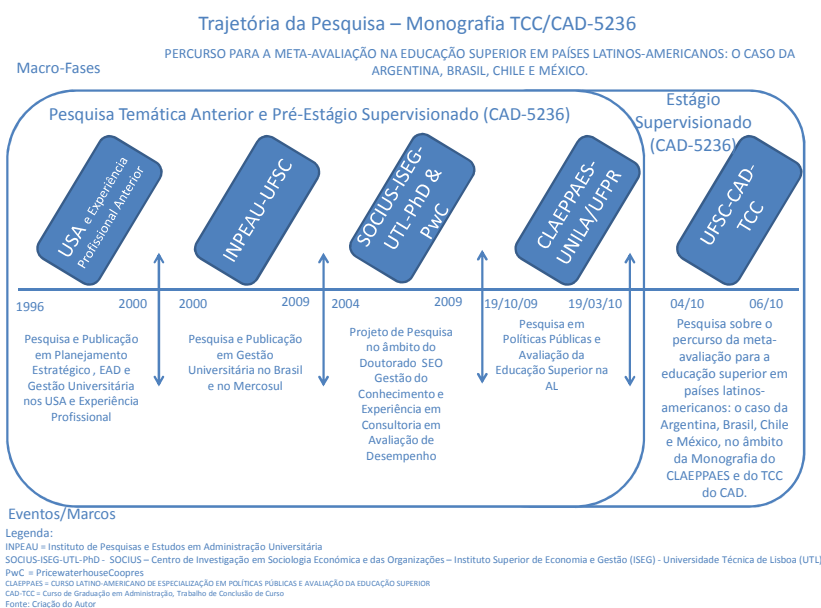 Trajetória da Pesquisa – Monografia TCC/CAD-5236
PERCURSO PARA A META-AVALIAÇÃO NA EDUCAÇÃO SUPERIOR EM PAÍSES LATINOS-AMERICANOS: O CASO DA
ARGENTINA, BRASIL, CHILE E MÉXICO.
Macro-Fases
Pesquisa Temática Anterior e Pré-Estágio Supervisionado (CAD-5236)
Estágio
Supervisionado
(CAD-5236)
USA e Experiência
Profissional Anterior
INPEAU-UFSC
SOCIUS-ISEG-
UTL-PhD &
PwC
CLAEPPAES-
UNILA/UFPR
UFSC-CAD-
TCC
1996
2000
2000
2009
2004
2009
19/10/09
19/03/10
04/10
06/10
Pesquisa e Publicação
em Planejamento
Estratégico , EAD e
Gestão Universitária
nos USA e Experiência
Profissional
Pesquisa e Publicação
em Gestão
Universitária no Brasil
e no Mercosul
Projeto de Pesquisa
no âmbito do
Doutorado SEO
Gestão do
Conhecimento e
Experiência em
Consultoria em
Avaliação de
Desempenho
Pesquisa em
Políticas Públicas e
Avaliação da
Educação Superior na
AL
Pesquisa sobre o
percurso da meta-
avaliação para a
educação superior em
países latinos-
americanos: o caso da
Argentina, Brasil, Chile
e México, no âmbito
da Monografia do
CLAEPPAES e do TCC
do CAD.
Eventos/Marcos
Legenda:
INPEAU = Instituto de Pesquisas e Estudos em Administração Universitária
SOCIUS-ISEG-UTL-PhD - SOCIUS – Centro de Investigação em Sociologia Económica e das Organizações – Instituto Superior de Economia e Gestão (ISEG) - Universidade Técnica de Lisboa (UTL)
PwC = PricewaterhouseCoopres
CLAEPPAES = CURSO LATINO-AMERICANO DE ESPECIALIZAÇÃO EM POLÍTICAS PÚBLICAS E AVALIAÇÃO DA EDUCAÇÃO SUPERIOR
CAD-TCC = Curso de Graduação em Administração, Trabalho de Conclusão de Curso
Fonte: Criação do Autor